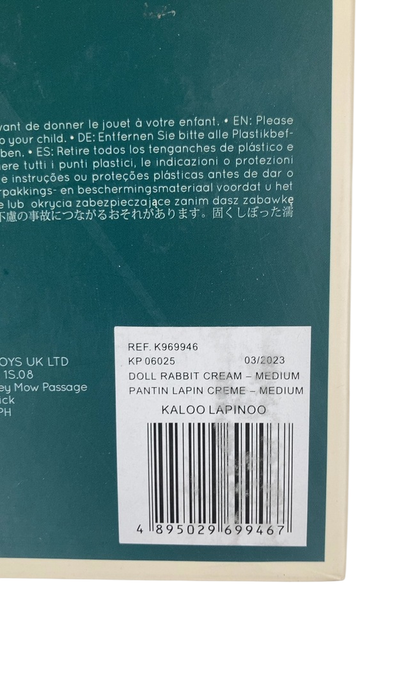 vant de donner le jouet à votre enfant. • EN: Please
o your child. • DE: Entfernen Sie bitte alle Plastikbef-
ben. • ES: Retire todos los tenganches de plástico e
ere tutti i punti plastici, le indicazioni o protezioni
e instruções ou proteções plásticas antes de dar o
rpakkings- en beschermingsmateriaal voordat u het
e lub okrycia zabezpieczające zanim dasz zabawkę
不慮の事故につながるおそれがあります。固くしぼった濡
OYS UK LTD
1S.08
ey Mow Passage
ick
PH
REF. K969946
KP 06025 03/2023
DOLL RABBIT CREAM – MEDIUM
PANTIN LAPIN CREME – MEDIUM
KALOO LAPINOO
4 895029 699467